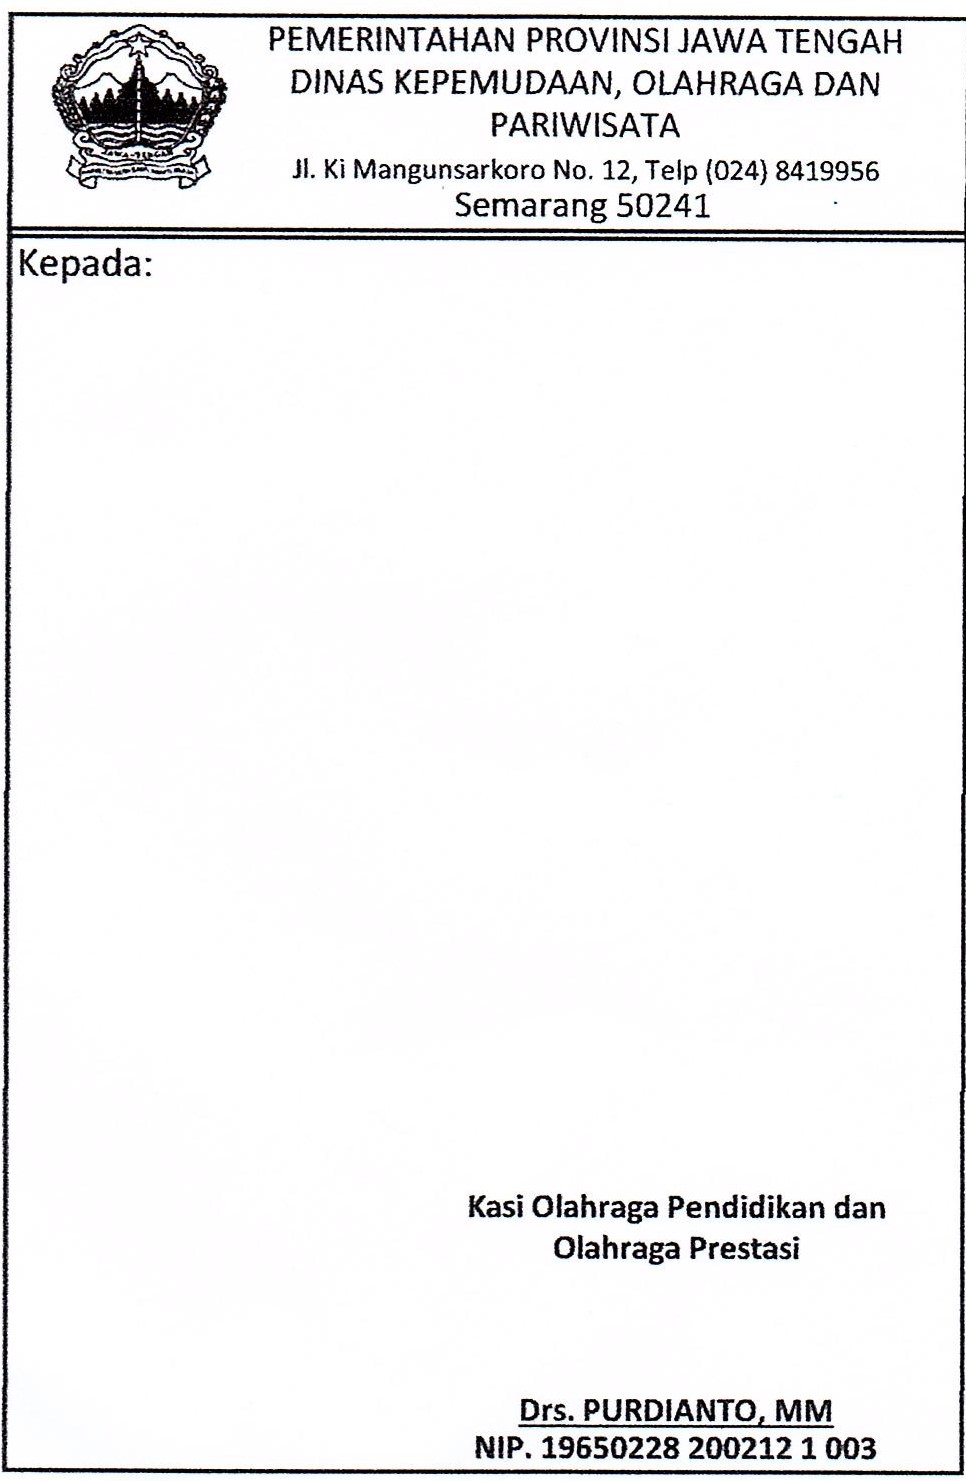 PEMERINTAHAN PROVINSI JAWA TENGAH
DINAS KEPEMUDAAN, OLAHRAGA DAN
PARIWISATA
Jl. Ki Mangunsarkoro No. 12, Telp (024) 8419956
Semarang 50241
JAWA-TENGAH
Kepada:
Kasi Olahraga Pendidikan dan
Olahraga Prestasi
Drs. PURDIANTO, MM
NIP. 19650228 200212 1 003